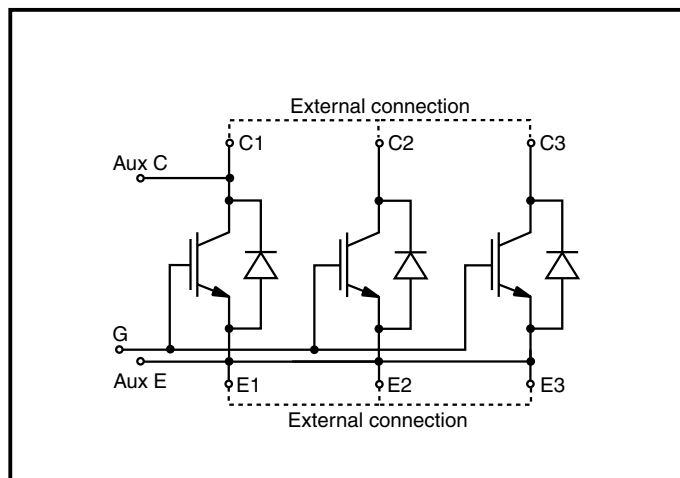 External connection
C1
C2
C3
Aux C
G
Aux E
E1
E2
E3
External connection